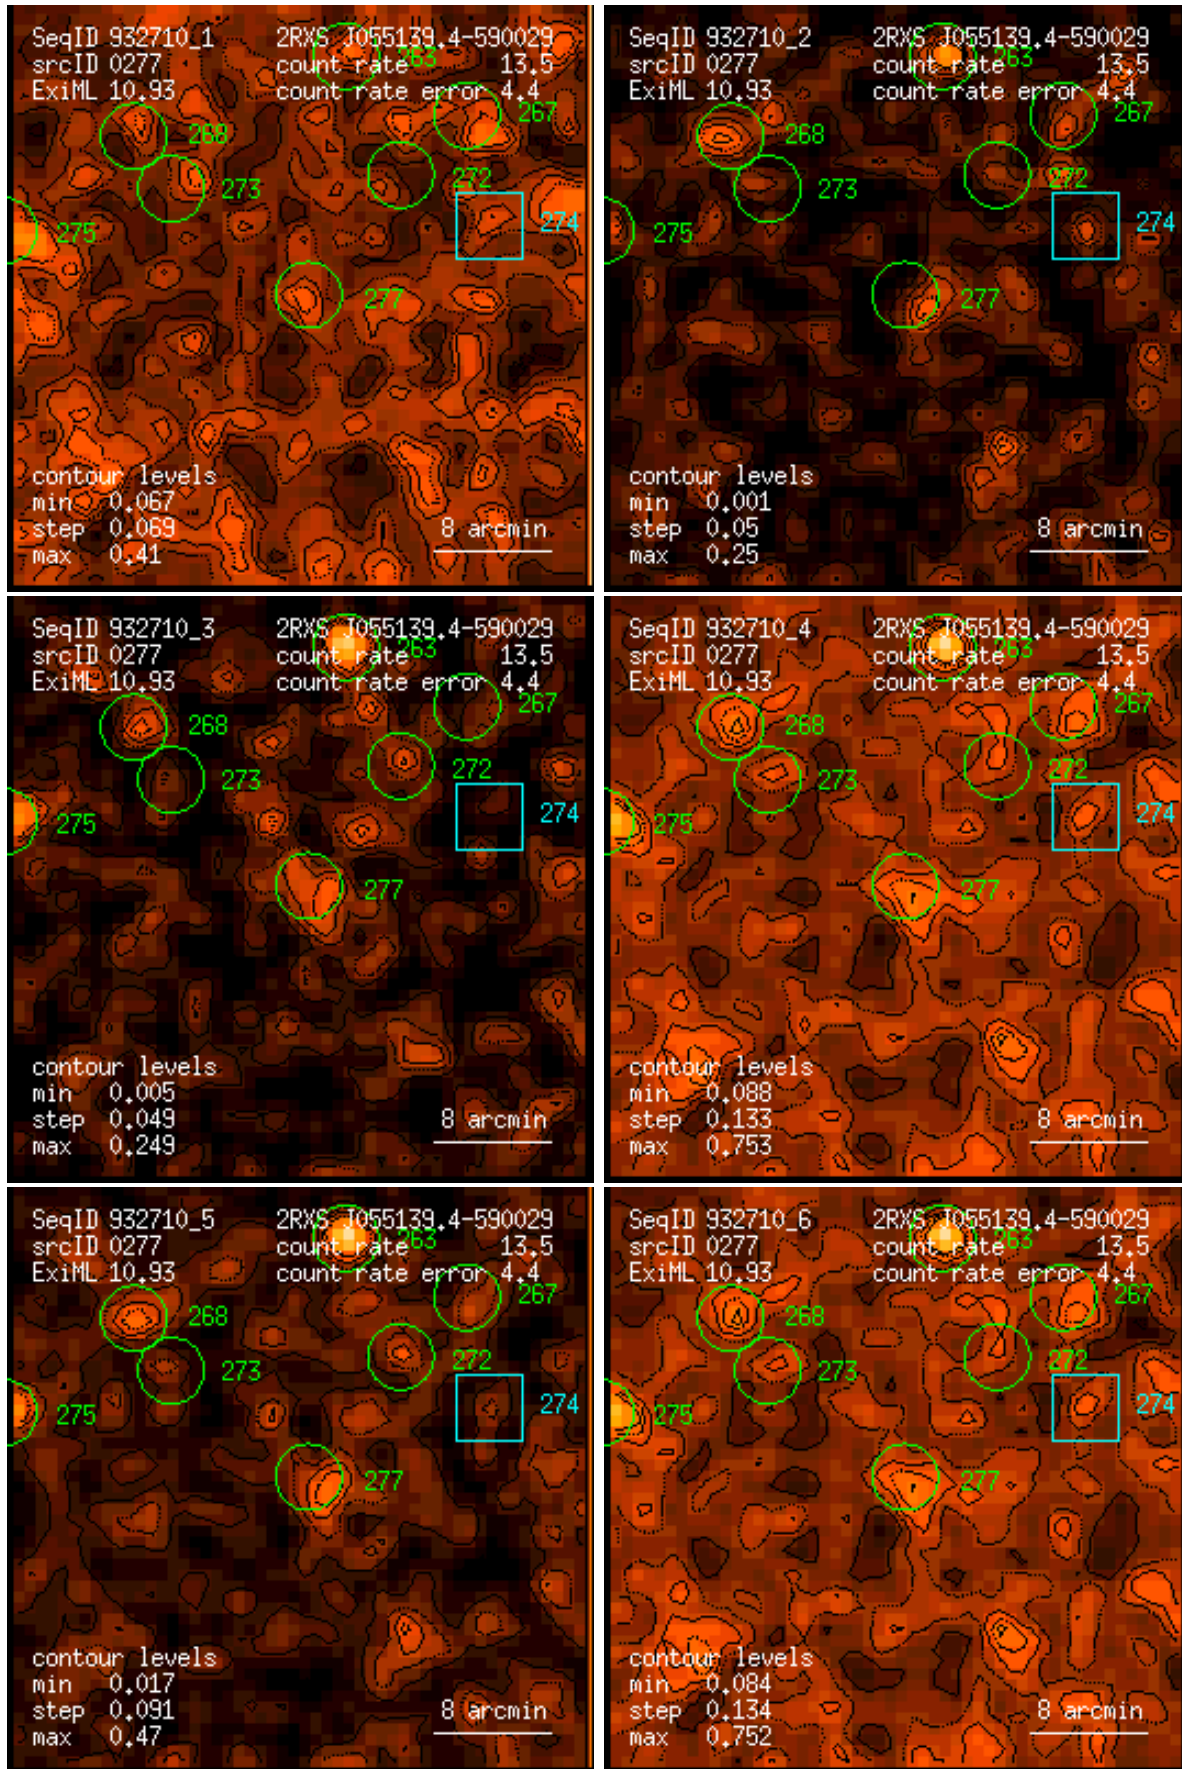 SeqID 932710_1 2RXS J055139.4-590029
srcID 0277 count rate 13.5
ExiML 10.93 count rate error 4.4
263
267
268
272
273
274
275
277
contour levels
min 0.067
step 0.069
max 0.41
8 arcmin
SeqID 932710_2 2RXS J055139.4-590029
srcID 0277 count rate 13.5
ExiML 10.93 count rate error 4.4
263
267
268
272
273
274
275
277
contour levels
min 0.001
step 0.05
max 0.25
8 arcmin
SeqID 932710_3 2RXS J055139.4-590029
srcID 0277 count rate 13.5
ExiML 10.93 count rate error 4.4
263
267
268
272
273
274
275
277
contour levels
min 0.005
step 0.049
max 0.249
8 arcmin
SeqID 932710_4 2RXS J055139.4-590029
srcID 0277 count rate 13.5
ExiML 10.93 count rate error 4.4
263
267
268
272
273
274
275
277
contour levels
min 0.088
step 0.133
max 0.753
8 arcmin
SeqID 932710_5 2RXS J055139.4-590029
srcID 0277 count rate 13.5
ExiML 10.93 count rate error 4.4
263
267
268
272
273
274
275
277
contour levels
min 0.017
step 0.091
max 0.47
8 arcmin
SeqID 932710_6 2RXS J055139.4-590029
srcID 0277 count rate 13.5
ExiML 10.93 count rate error 4.4
263
267
268
272
273
274
275
277
contour levels
min 0.084
step 0.134
max 0.752
8 arcmin